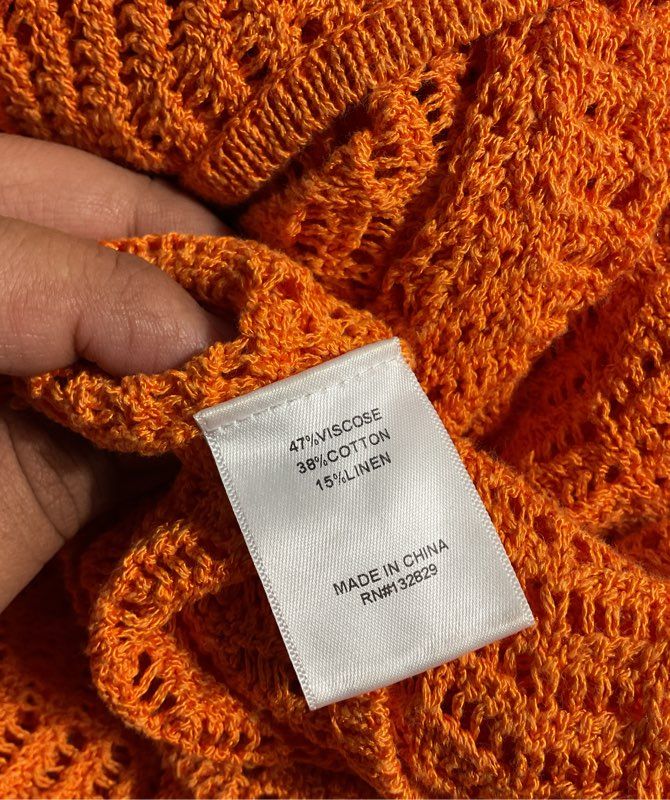 47%VISCOSE
38%COTTON
15%LINEN
MADE IN CHINA
RN#132829